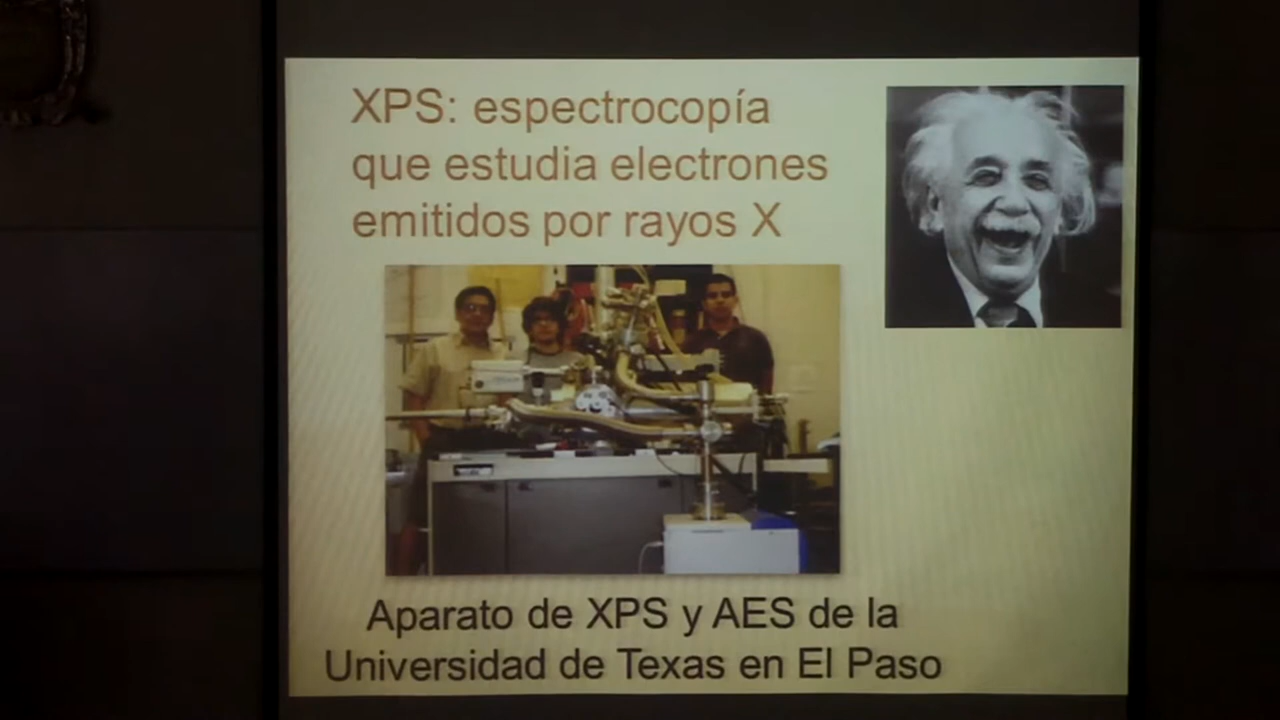 XPS: espectrocopía
que estudia electrones
emitidos por rayos X
Aparato de XPS y AES de la
Universidad de Texas en El Paso